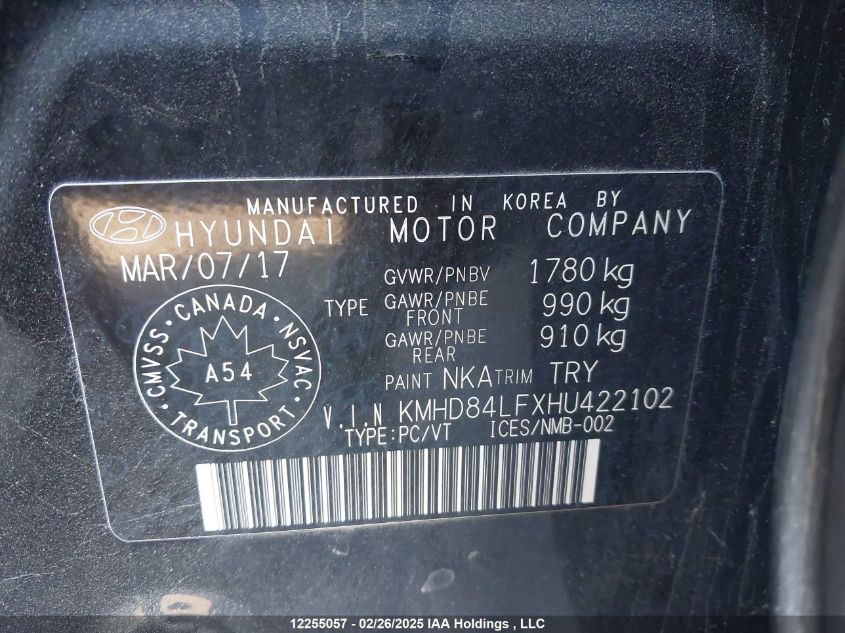 MANUFACTURED IN KOREA BY
HYUNDAI MOTOR COMPANY
MAR/07/17
GVWR/PNBV 1780 kg
TYPE GAWR/PNBE FRONT 990 kg
GAWR/PNBE REAR 910 kg
PAINT NKA TRIM TRY
CMVSS · CANADA · NSVAC · TRANSPORT ·
A54
V.I.N KMHD84LFXHU422102
TYPE:PC/VT ICES/NMB-002
12255057 - 02/26/2025 IAA Holdings , LLC